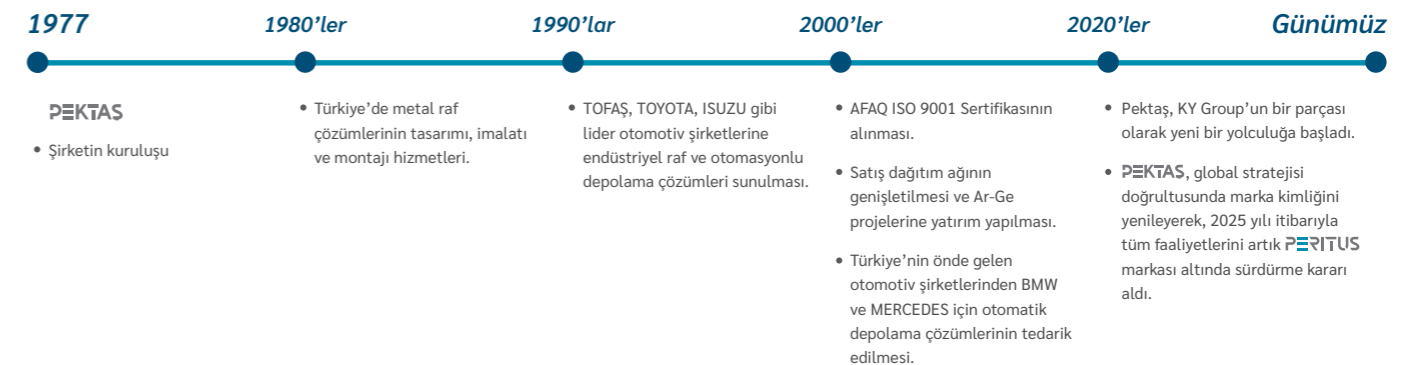 1977
PEKTAS
• Şirketin kuruluşu
1980’ler
• Türkiye’de metal raf
çözümlerinin tasarımı, imalatı
ve montajı hizmetleri.
1990’lar
• TOFAŞ, TOYOTA, ISUZU gibi
lider otomotiv şirketlerine
endüstriyel raf ve otomasyonlu
depolama çözümleri sunulması.
2000’ler
• AFAQ ISO 9001 Sertifikasının
alınması.
• Satış dağıtım ağının
genişletilmesi ve Ar-Ge
projelerine yatırım yapılması.
• Türkiye’nin önde gelen
otomotiv şirketlerinden BMW
ve MERCEDES için otomatik
depolama çözümlerinin tedarik
edilmesi.
2020’ler
• Pektaş, KY Group’un bir parçası
olarak yeni bir yolculuğa başladı.
• PEKTAS, global stratejisi
doğrultusunda marka kimliğini
yenileyerek, 2025 yılı itibarıyla
tüm faaliyetlerini artık PERITUS
markası altında sürdürme kararı
aldı.
Günümüz